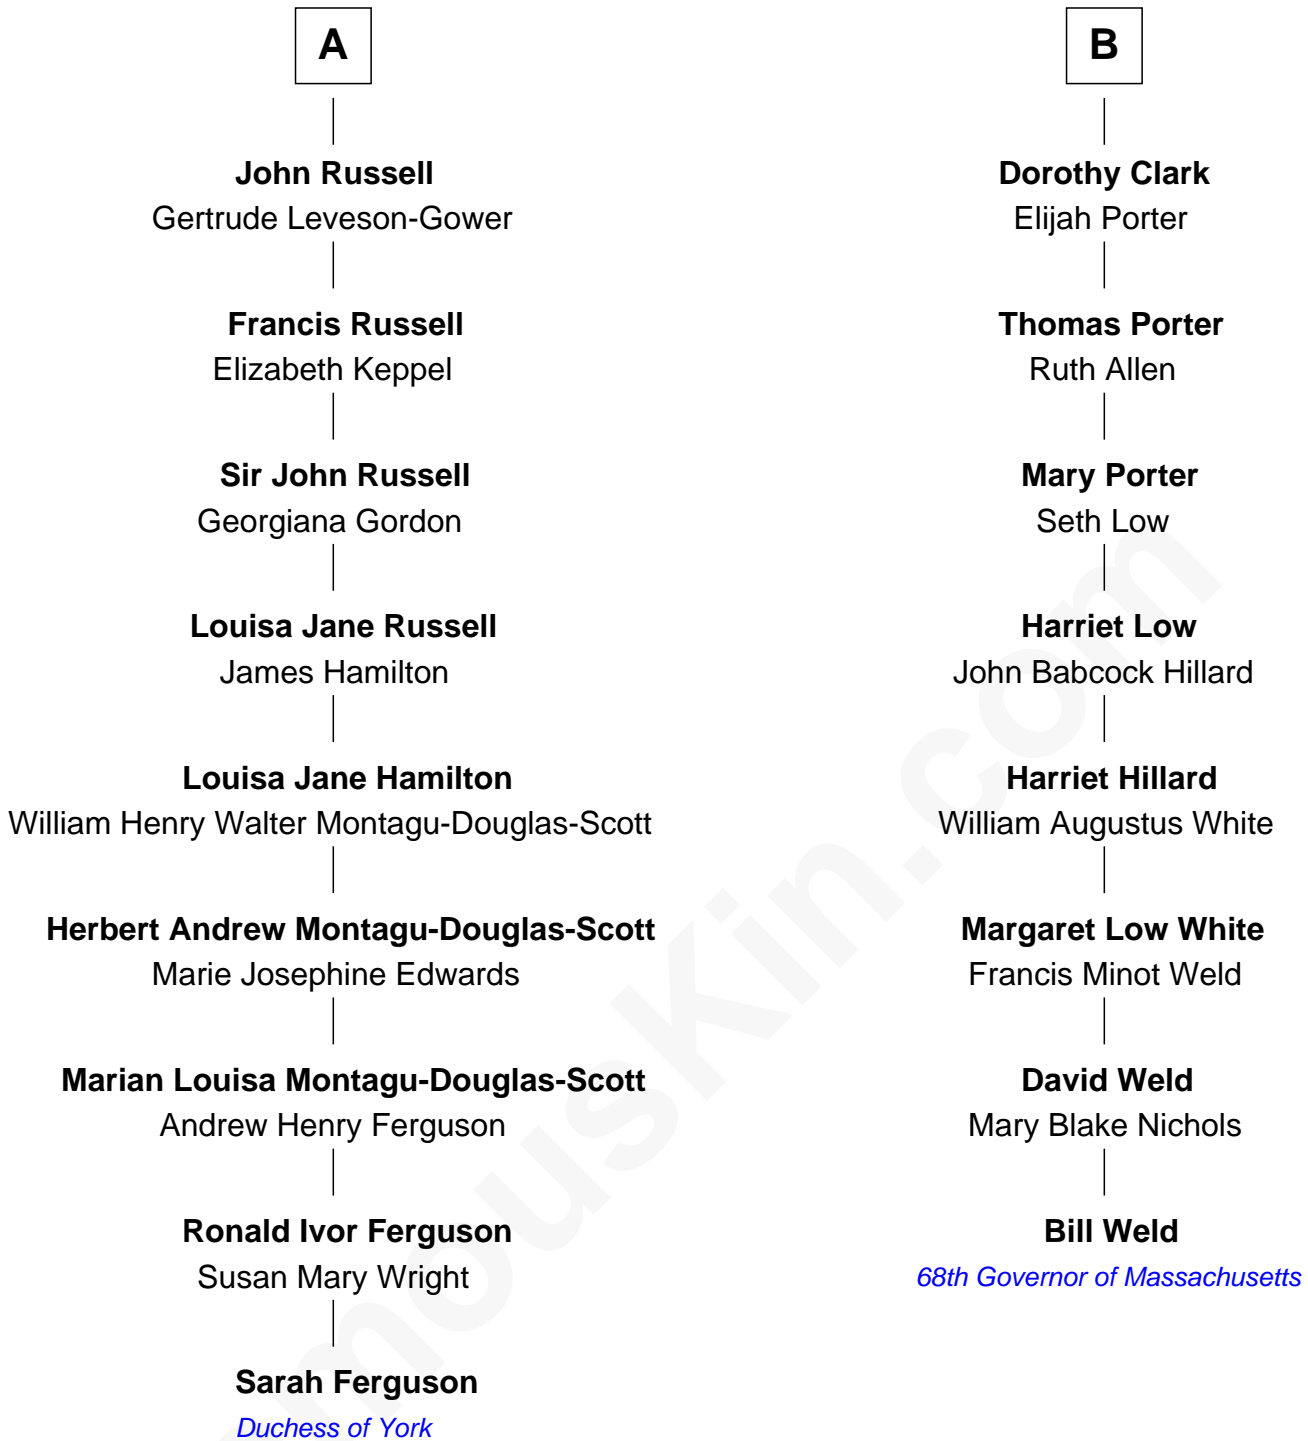 A
John Russell
Gertrude Leveson-Gower
Francis Russell
Elizabeth Keppel
Sir John Russell
Georgiana Gordon
Louisa Jane Russell
James Hamilton
Louisa Jane Hamilton
William Henry Walter Montagu-Douglas-Scott
Herbert Andrew Montagu-Douglas-Scott
Marie Josephine Edwards
Marian Louisa Montagu-Douglas-Scott
Andrew Henry Ferguson
Ronald Ivor Ferguson
Susan Mary Wright
Sarah Ferguson
Duchess of York
B
Dorothy Clark
Elijah Porter
Thomas Porter
Ruth Allen
Mary Porter
Seth Low
Harriet Low
John Babcock Hillard
Harriet Hillard
William Augustus White
Margaret Low White
Francis Minot Weld
David Weld
Mary Blake Nichols
Bill Weld
68th Governor of Massachusetts
mouskin.com